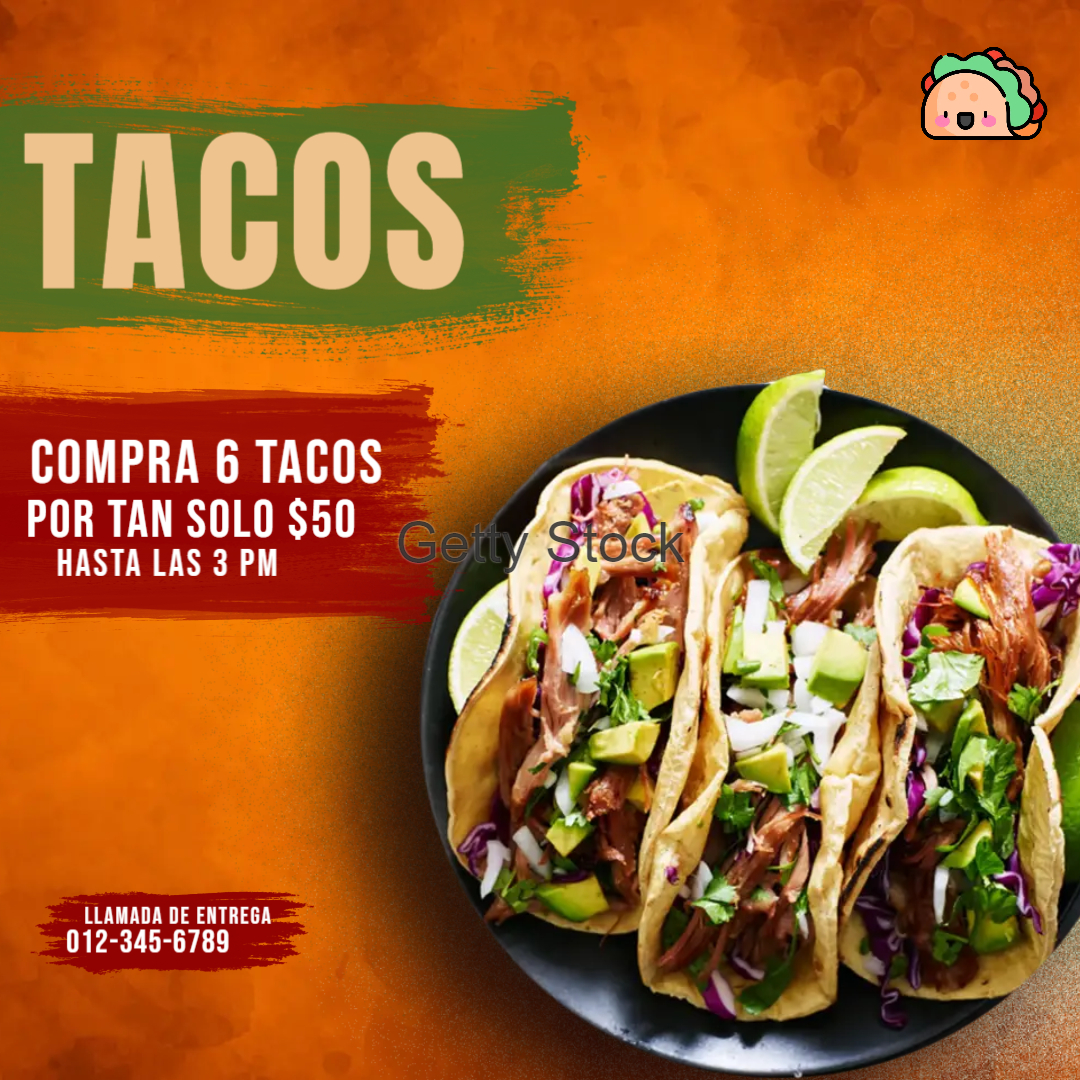 TACOS
COMPRA 6 TACOS
POR TAN SOLO $50
HASTA LAS 3 PM
Getty Stock
LLAMADA DE ENTREGA
012-345-6789